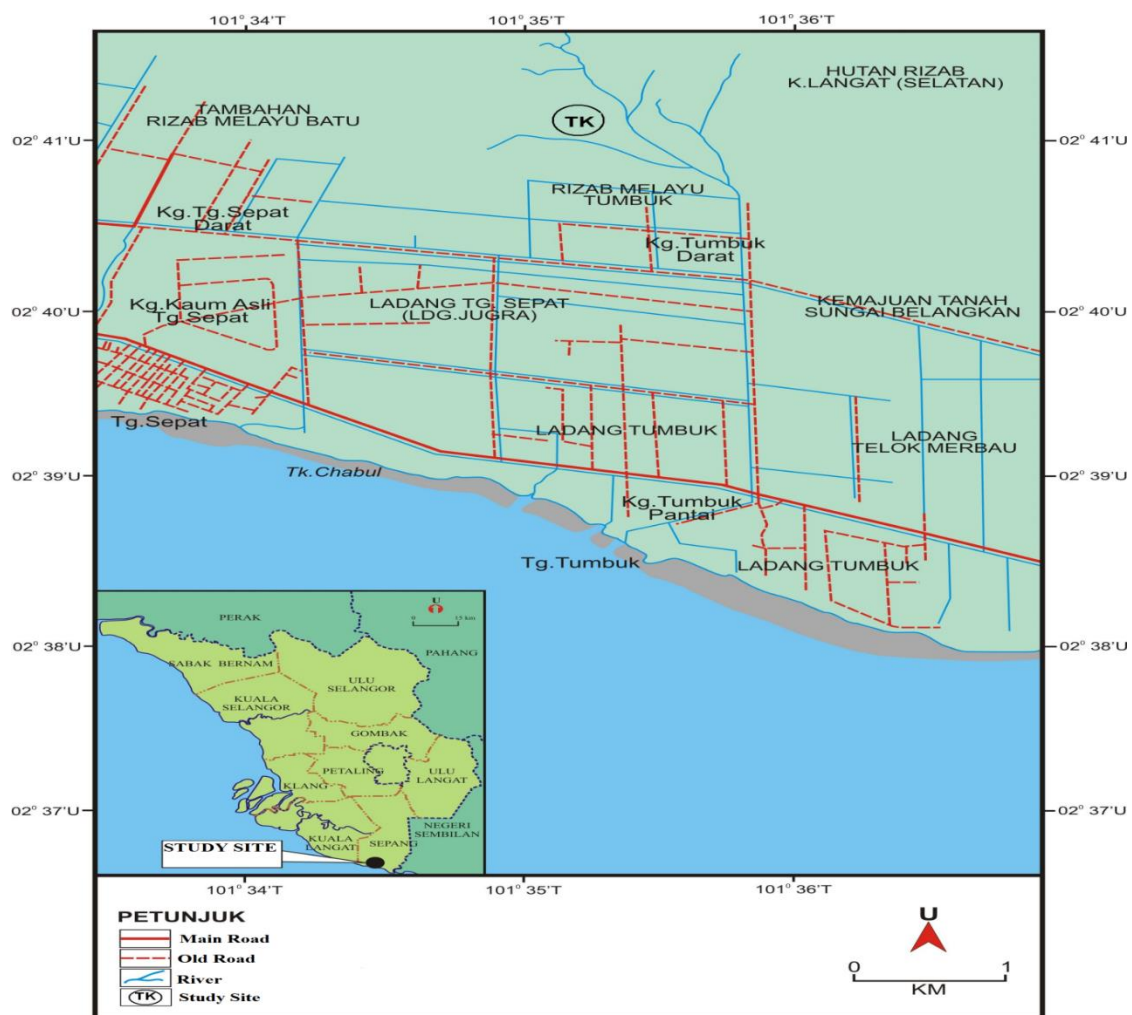 101° 34'T
101° 35'T
101° 36'T
HUTAN RIZAB
K.LANGAT (SELATAN)
TAMBAHAN
RIZAB MELAYU BATU
TK
02° 41'U
02° 41'U
RIZAB MELAYU
TUMBUK
Kg.Tg.Sepat
Darat
Kg.Tumbuk
Darat
Kg.Kaum Asli
Tg.Sepat
LADANG TG. SEPAT
(LDG.JUGRA)
KEMAJUAN TANAH
SUNGAI BELANGKAN
02° 40'U
02° 40'U
Tg.Sepat
LADANG TUMBUK
LADANG
TELOK MERBAU
02° 39'U
02° 39'U
Tk.Chabul
Kg.Tumbuk
Pantai
Tg.Tumbuk
LADANG TUMBUK
02° 38'U
02° 38'U
U
0 15 km
PERAK
PAHANG
SABAK BERNAM
ULU
SELANGOR
KUALA
SELANGOR
GOMBAK
PETALING
ULU
LANGAT
KLANG
NEGERI
SEMBILAN
KUALA
LANGAT
SEPANG
STUDY SITE
02° 37'U
02° 37'U
101° 34'T
101° 35'T
101° 36'T
PETUNJUK
Main Road
Old Road
River
TK Study Site
U
0 1
KM